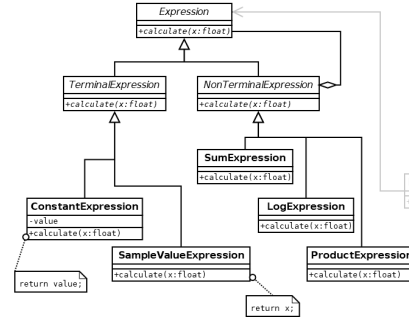 Expression
+calculate(x:float)
TerminalExpression
+calculate(x:float)
NonTerminalExpression
+calculate(x:float)
SumExpression
+calculate(x:float)
ConstantExpression
-value
+calculate(x:float)
LogExpression
+calculate(x:float)
SampleValueExpression
+calculate(x:float)
ProductExpression
+calculate(x:float)
return value;
return x;